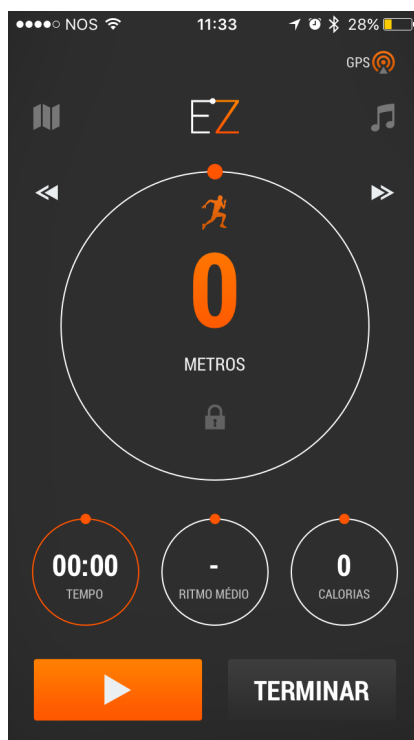 NOS 11:33 28%
GPS
EZ
0
METROS
00:00 - 0
TEMPO RITMO MÉDIO CALORIAS
TERMINAR